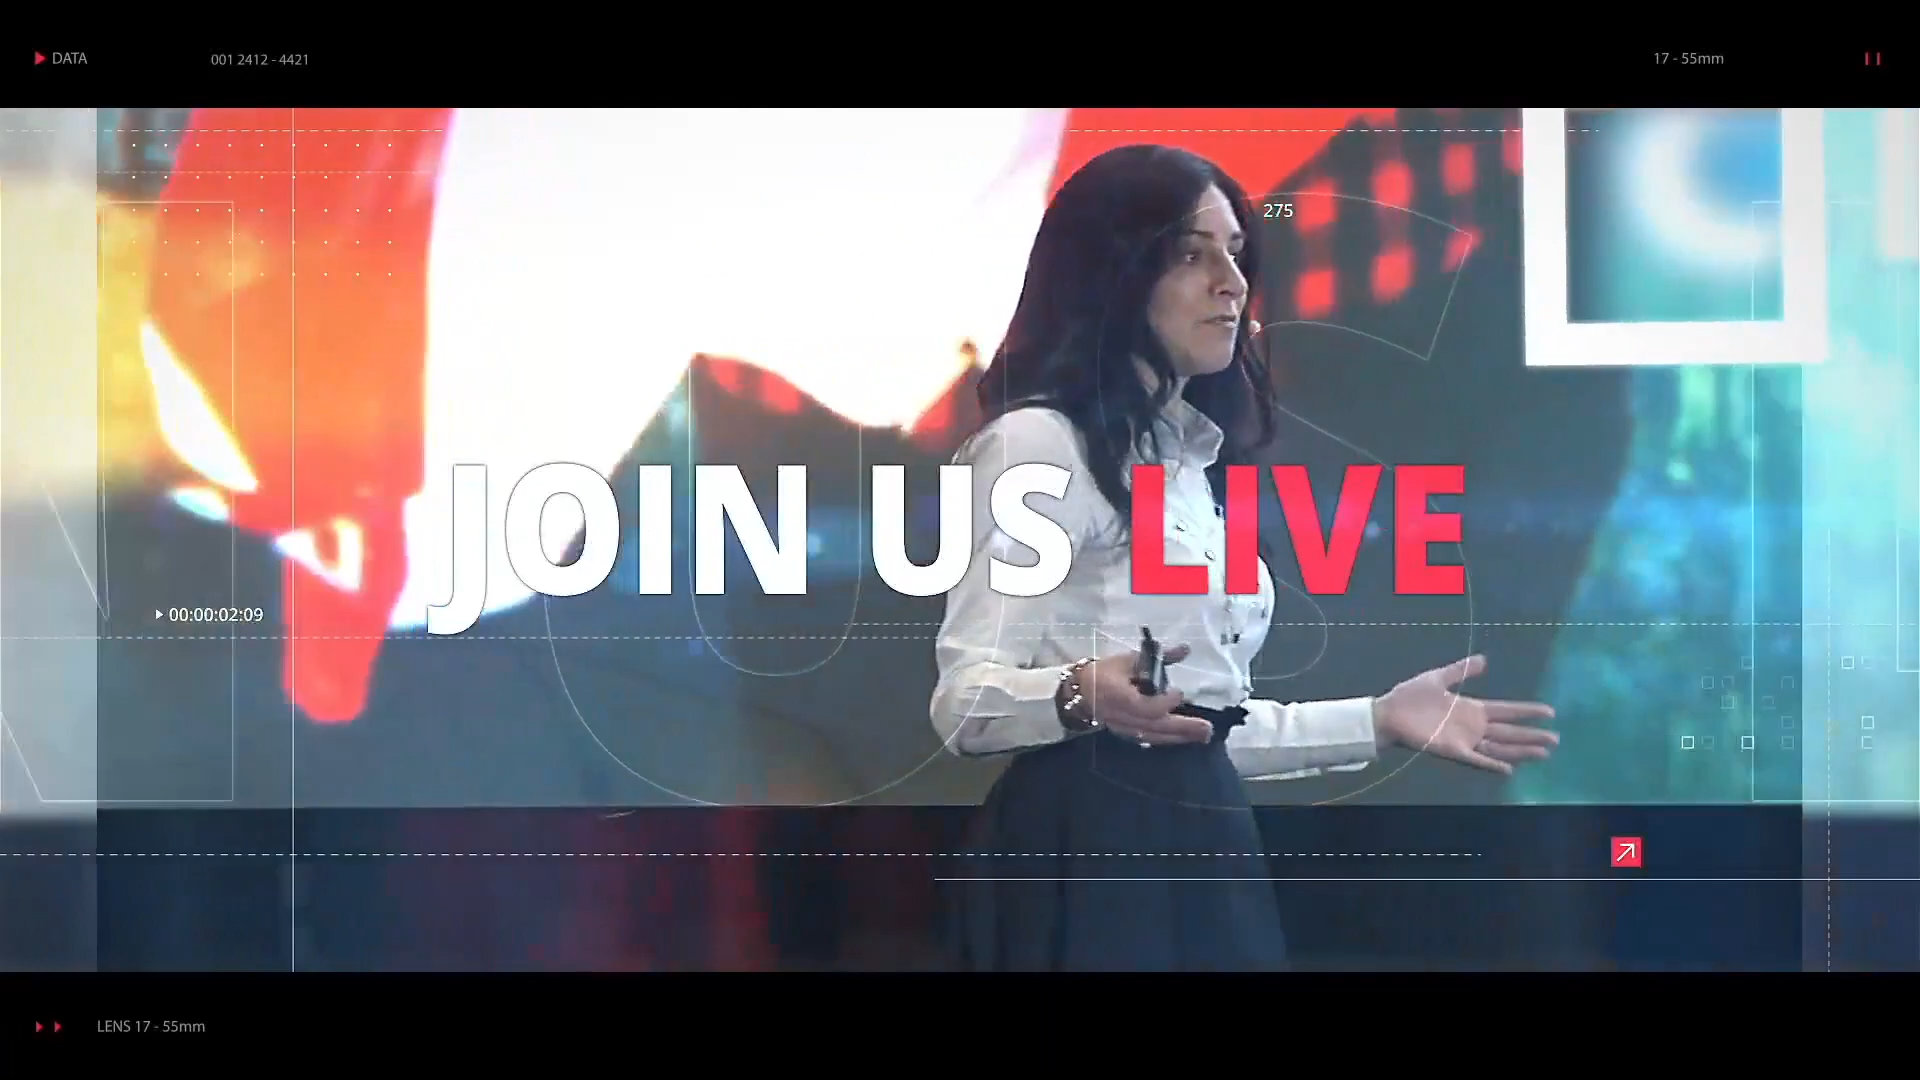 DATA
001 2412 - 4421
17 - 55mm
275
JOIN US LIVE
00:00:02:09
LENS 17 - 55mm